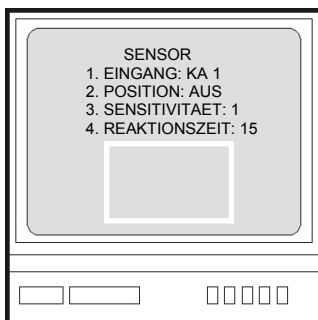 SENSOR
1. EINGANG: KA 1
2. POSITION: AUS
3. SENSITIVITAET: 1
4. REAKTIONSZEIT: 15